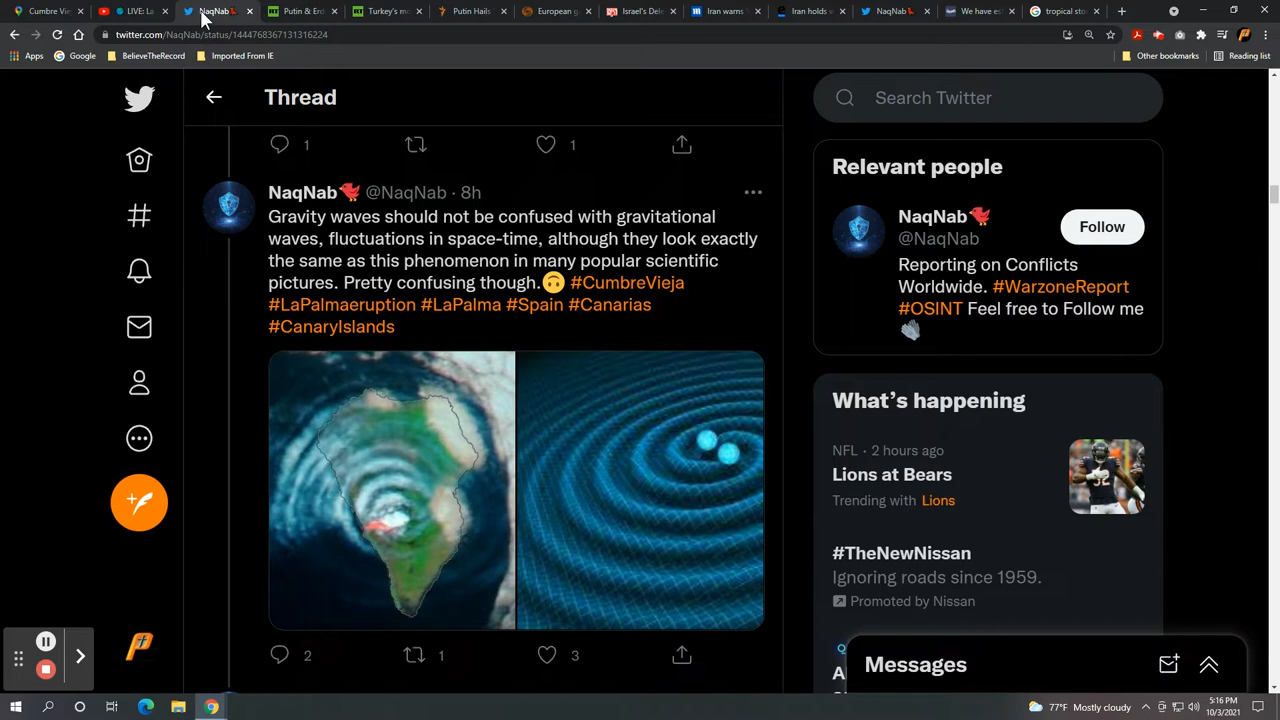 Cumbre Vie
LIVE: La
NaqNab
Putin & Erd
Turkey's mo
Putin Hails
European g
Israel's Dele
Iran warns
Iran holds w
NaqNab
We have es
tropical sto
twitter.com/NaqNab/status/1444768367131316224
Apps
Google
BelieveTheRecord
Imported From IE
Other bookmarks
Reading list
Thread
Search Twitter
1
1
NaqNab @NaqNab · 8h
Gravity waves should not be confused with gravitational
waves, fluctuations in space-time, although they look exactly
the same as this phenomenon in many popular scientific
pictures. Pretty confusing though. #CumbreVieja
#LaPalmaeruption #LaPalma #Spain #Canarias
#CanaryIslands
2
1
3
Relevant people
NaqNab
@NaqNab
Follow
Reporting on Conflicts
Worldwide. #WarzoneReport
#OSINT Feel free to Follow me
What's happening
NFL · 2 hours ago
Lions at Bears
Trending with Lions
#TheNewNissan
Ignoring roads since 1959.
Promoted by Nissan
Messages
77°F Mostly cloudy
5:16 PM
10/3/2021